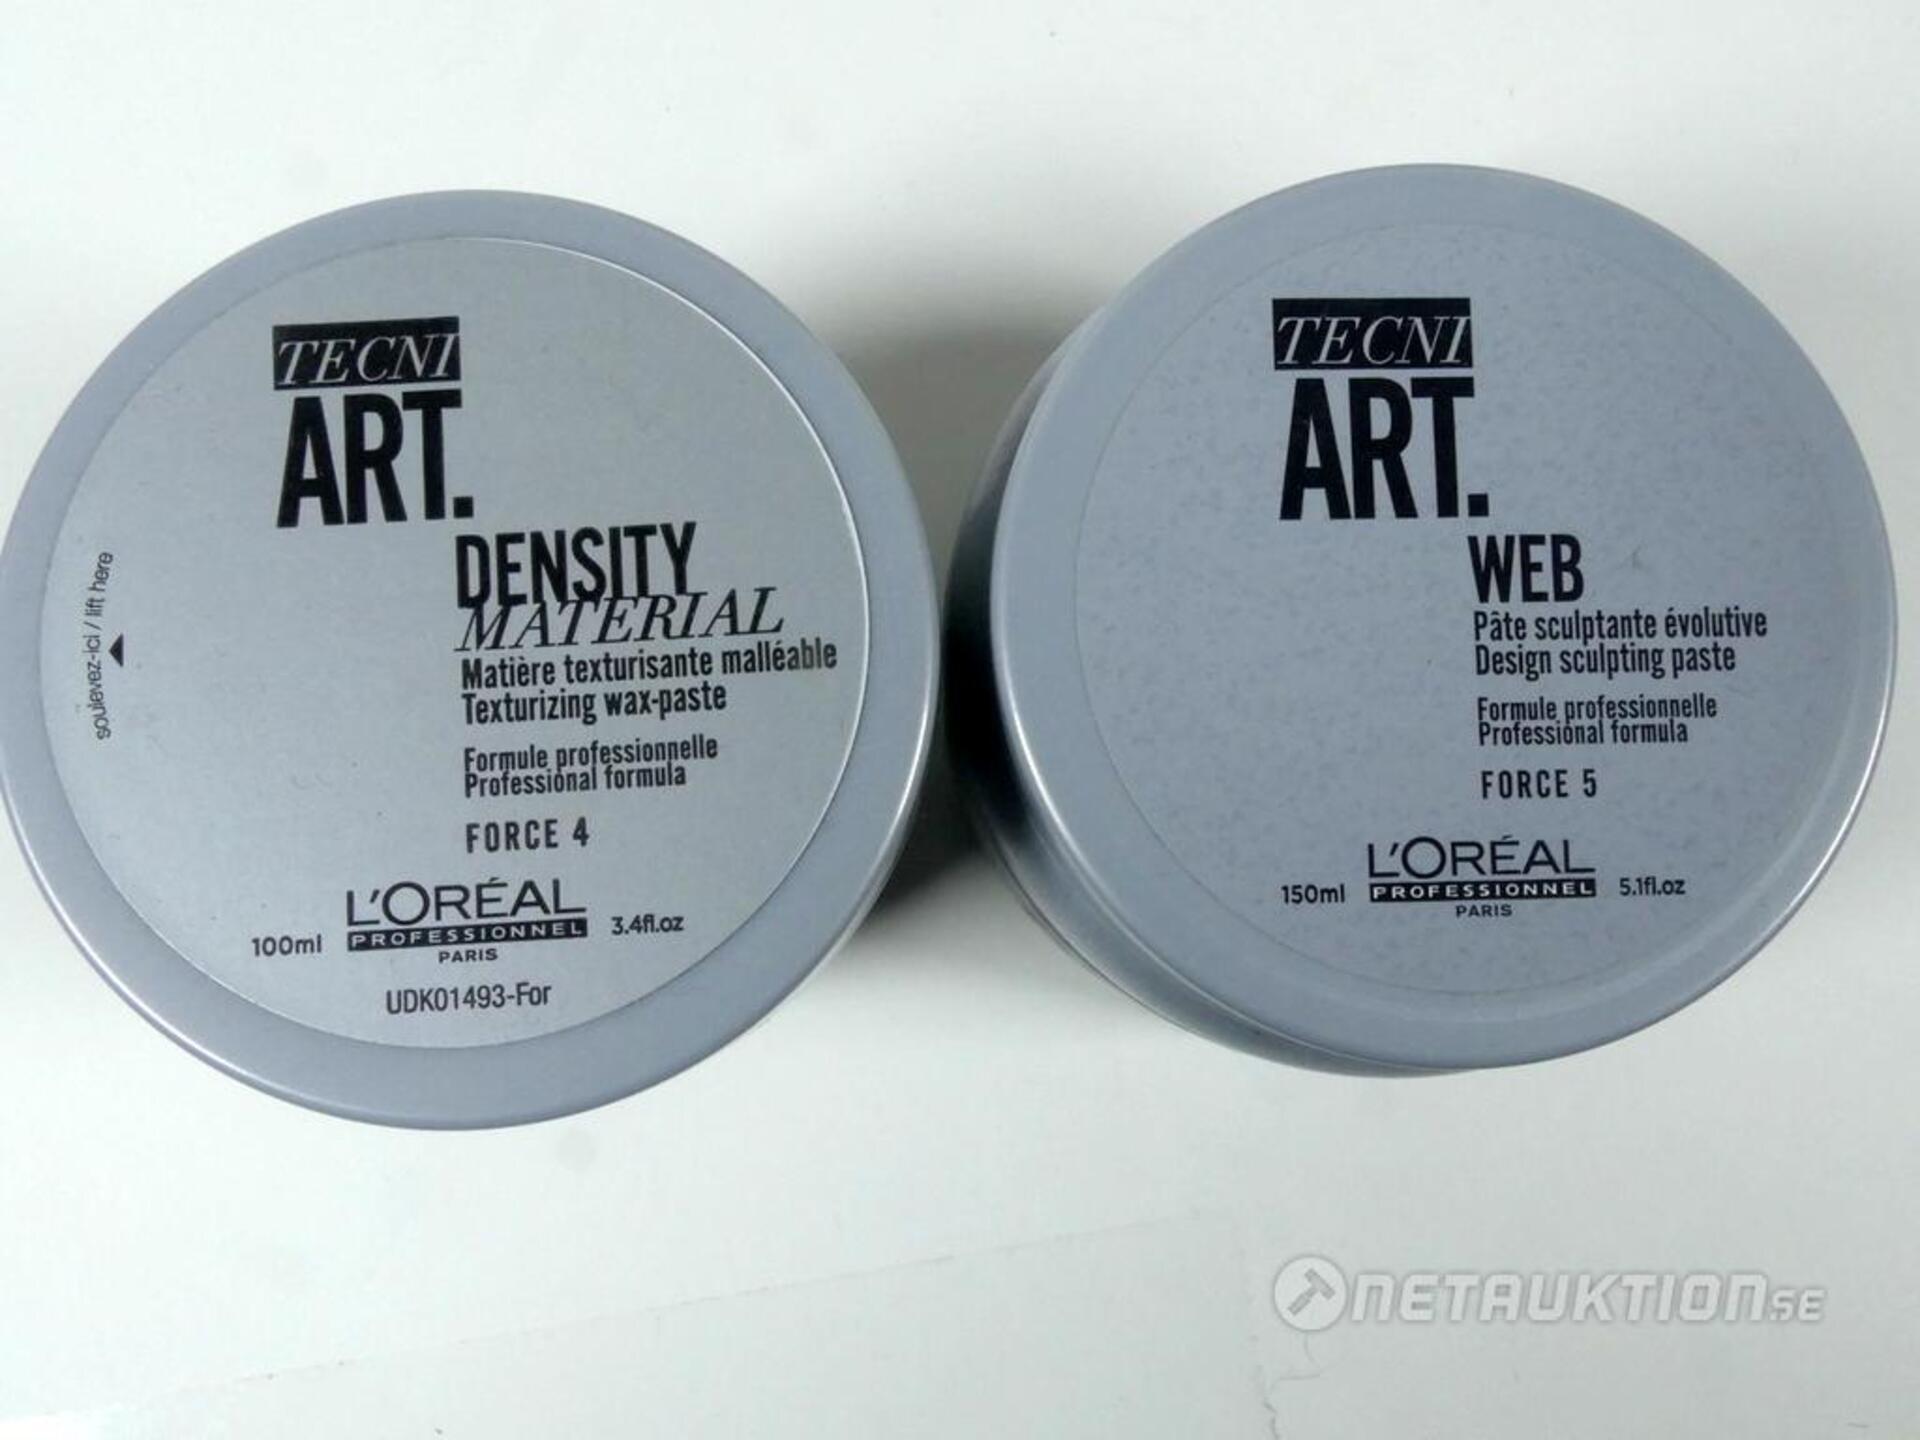 TECNI
ART.
DENSITY
MATERIAL
Matière texturisante malléable
Texturizing wax-paste
Formule professionnelle
Professional formula
FORCE 4
L'ORÉAL
PROFESSIONNEL
PARIS
100ml
3.4fl.oz
UDK01493-For
soulevez-ici / lift here
TECNI
ART.
WEB
Pâte sculptante évolutive
Design sculpting paste
Formule professionnelle
Professional formula
FORCE 5
L'ORÉAL
PROFESSIONNEL
PARIS
150ml
5.1fl.oz
NETAUKTION.SE